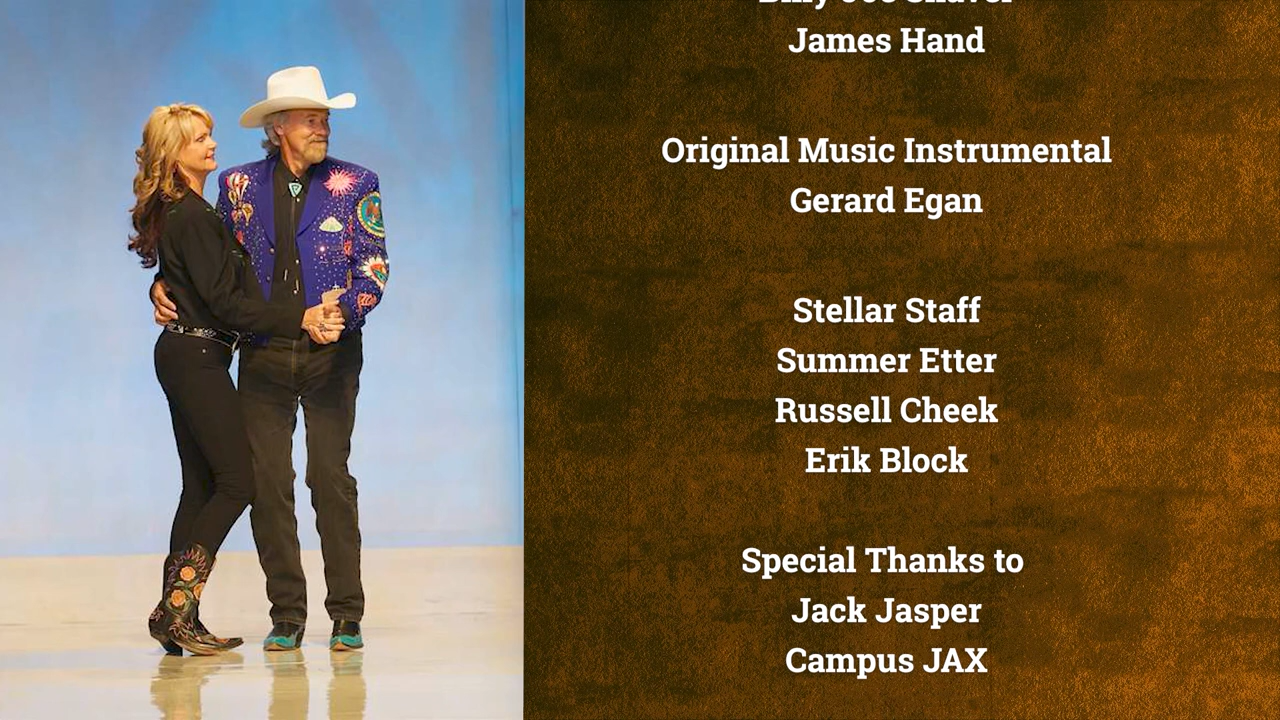 James Hand
Original Music Instrumental
Gerard Egan
Stellar Staff
Summer Etter
Russell Cheek
Erik Block
Special Thanks to
Jack Jasper
Campus JAX